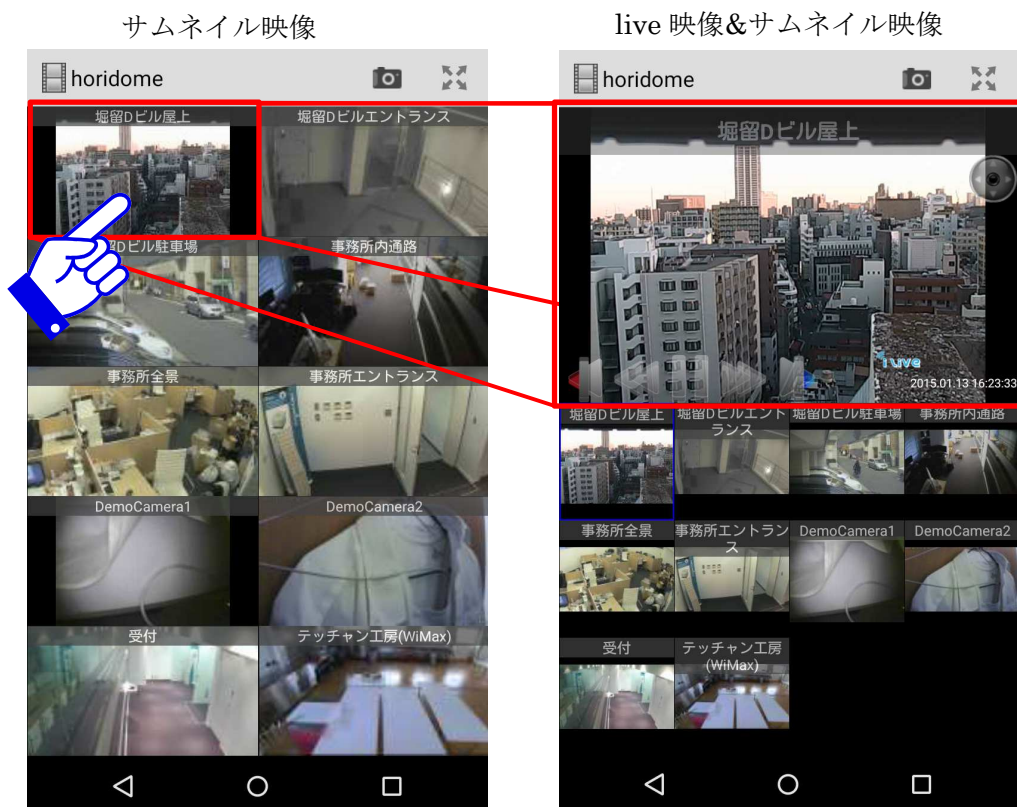 サムネイル映像
live 映像&サムネイル映像
horidome
堀留Dビル屋上
堀留Dビルエントランス
Dビル駐車場
事務所内通路
事務所全景
事務所エントランス
DemoCamera1
DemoCamera2
受付
テッチャン工房(WiMax)
horidome
堀留Dビル屋上
live
2015.01.13 16:23:33
堀留Dビル屋上
堀留Dビルエント
ランス
堀留Dビル駐車場
事務所内通路
事務所全景
事務所エントラン
ス
DemoCamera1
DemoCamera2
受付
テッチャン工房
(WiMax)